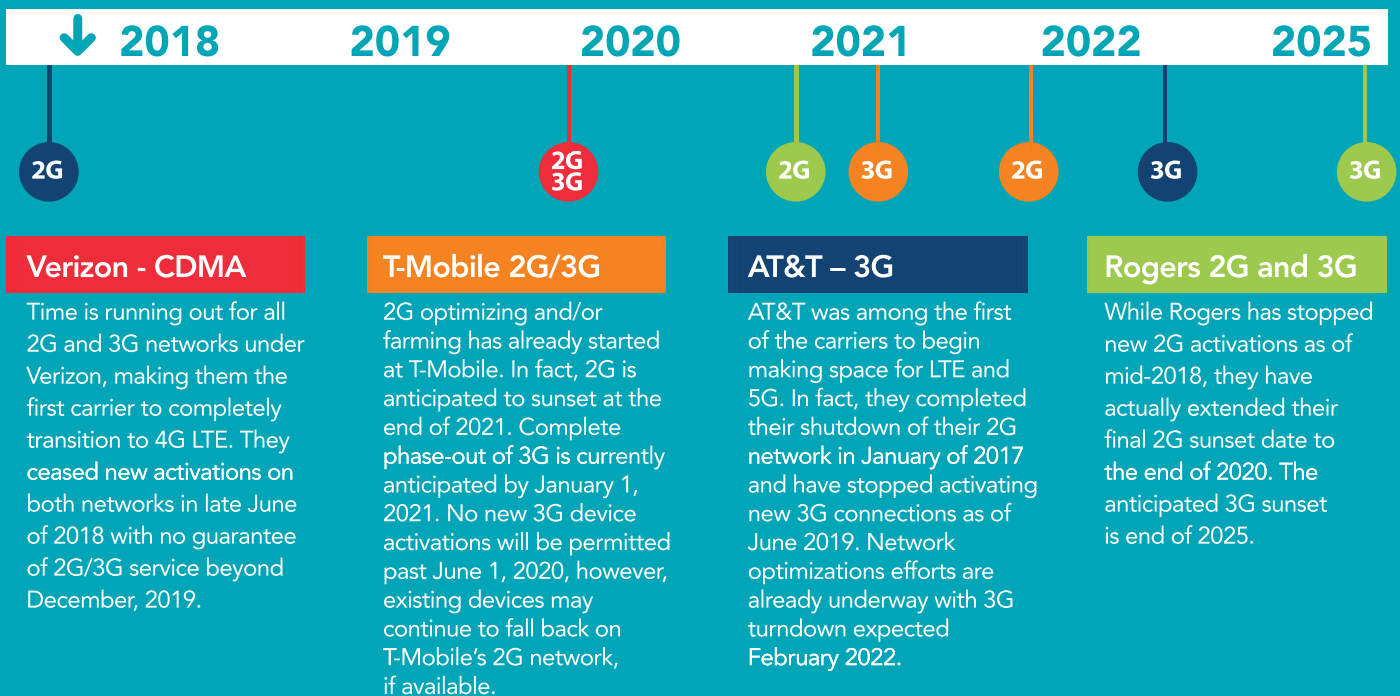 2018 2019 2020 2021 2022 2025
2G
2G
3G
2G
3G
2G
3G
3G
Verizon - CDMA
Time is running out for all
2G and 3G networks under
Verizon, making them the
first carrier to completely
transition to 4G LTE. They
ceased new activations on
both networks in late June
of 2018 with no guarantee
of 2G/3G service beyond
December, 2019.
T-Mobile 2G/3G
2G optimizing and/or
farming has already started
at T-Mobile. In fact, 2G is
anticipated to sunset at the
end of 2021. Complete
phase-out of 3G is currently
anticipated by January 1,
2021. No new 3G device
activations will be permitted
past June 1, 2020, however,
existing devices may
continue to fall back on
T-Mobile's 2G network,
if available.
AT&T – 3G
AT&T was among the first
of the carriers to begin
making space for LTE and
5G. In fact, they completed
their shutdown of their 2G
network in January of 2017
and have stopped activating
new 3G connections as of
June 2019. Network
optimizations efforts are
already underway with 3G
turndown expected
February 2022.
Rogers 2G and 3G
While Rogers has stopped
new 2G activations as of
mid-2018, they have
actually extended their
final 2G sunset date to
the end of 2020. The
anticipated 3G sunset
is end of 2025.